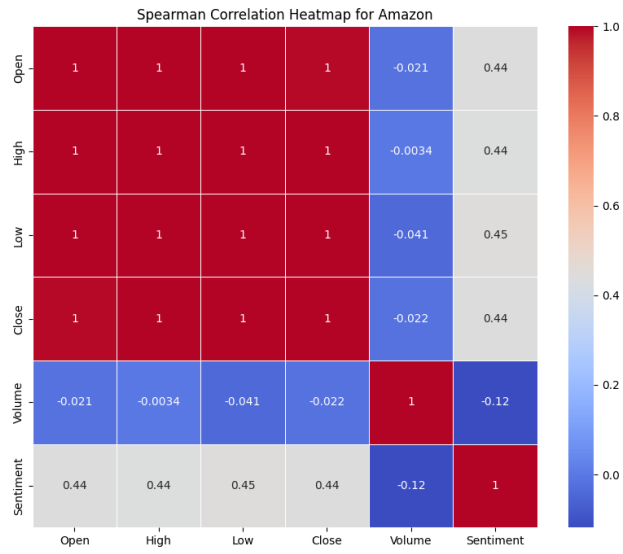 Spearman Correlation Heatmap for Amazon
Open 1 1 1 1 -0.021 0.44
High 1 1 1 1 -0.0034 0.44
Low 1 1 1 1 -0.041 0.45
Close 1 1 1 1 -0.022 0.44
Volume -0.021 -0.0034 -0.041 -0.022 1 -0.12
Sentiment 0.44 0.44 0.45 0.44 -0.12 1
Open High Low Close Volume Sentiment
1.0
0.8
0.6
0.4
0.2
0.0